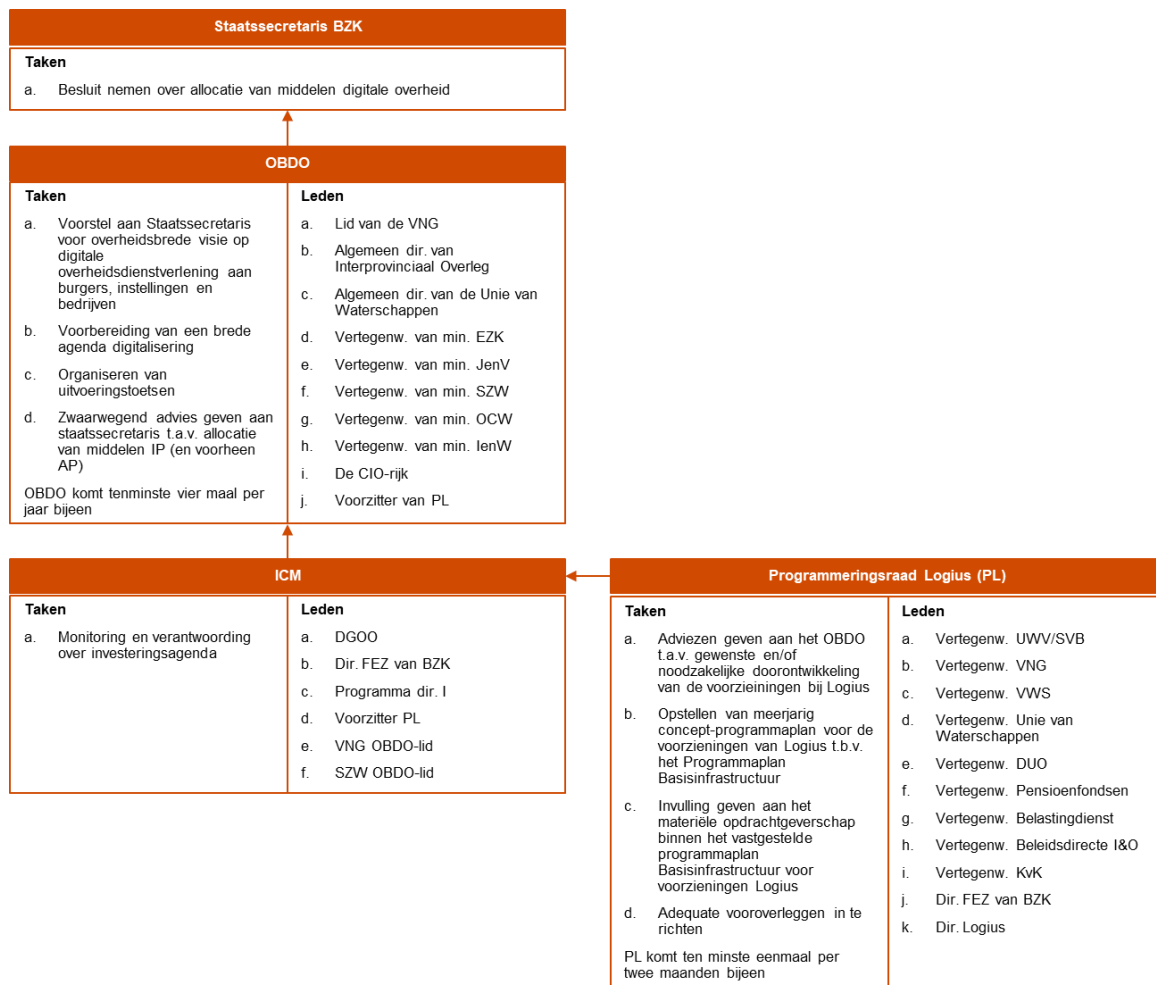 Staatssecretaris BZK
Taken
a. Besluit nemen over allocatie van middelen digitale overheid
OBDO
Taken
a. Voorstel aan Staatssecretaris
voor overheidsbrede visie op
digitale
overheidsdienstverlening aan
burgers, instellingen en
bedrijven
b. Voorbereiding van een brede
agenda digitalisering
c. Organiseren van
uitvoeringstoetsen
d. Zwaarwegend advies geven aan
staatssecretaris t.a.v. allocatie
van middelen IP (en voorheen
AP)
OBDO komt tenminste vier maal per
jaar bijeen
Leden
a. Lid van de VNG
b. Algemeen dir. van
Interprovinciaal Overleg
c. Algemeen dir. van de Unie van
Waterschappen
d. Vertegenw. van min. EZK
e. Vertegenw. van min. JenV
f. Vertegenw. van min. SZW
g. Vertegenw. van min. OCW
h. Vertegenw. van min. IenW
i. De CIO-rijk
j. Voorzitter van PL
ICM
Taken
a. Monitoring en verantwoording
over investeringsagenda
Leden
a. DGOO
b. Dir. FEZ van BZK
c. Programma dir. I
d. Voorzitter PL
e. VNG OBDO-lid
f. SZW OBDO-lid
Programmeringsraad Logius (PL)
Taken
a. Adviezen geven aan het OBDO
t.a.v. gewenste en/of
noodzakelijke doorontwikkeling
van de voorzieiningen bij Logius
b. Opstellen van meerjarig
concept-programmaplan voor de
voorzieningen van Logius t.b.v.
het Programmaplan
Basisinfrastructuur
c. Invulling geven aan het
materiële opdrachtgeverschap
binnen het vastgestelde
programmaplan
Basisinfrastructuur voor
voorzieningen Logius
d. Adequate vooroverleggen in te
richten
PL komt ten minste eenmaal per
twee maanden bijeen
Leden
a. Vertegenw. UWV/SVB
b. Vertegenw. VNG
c. Vertegenw. VWS
d. Vertegenw. Unie van
Waterschappen
e. Vertegenw. DUO
f. Vertegenw. Pensioenfondsen
g. Vertegenw. Belastingdienst
h. Vertegenw. Beleidsdirecte I&O
i. Vertegenw. KvK
j. Dir. FEZ van BZK
k. Dir. Logius